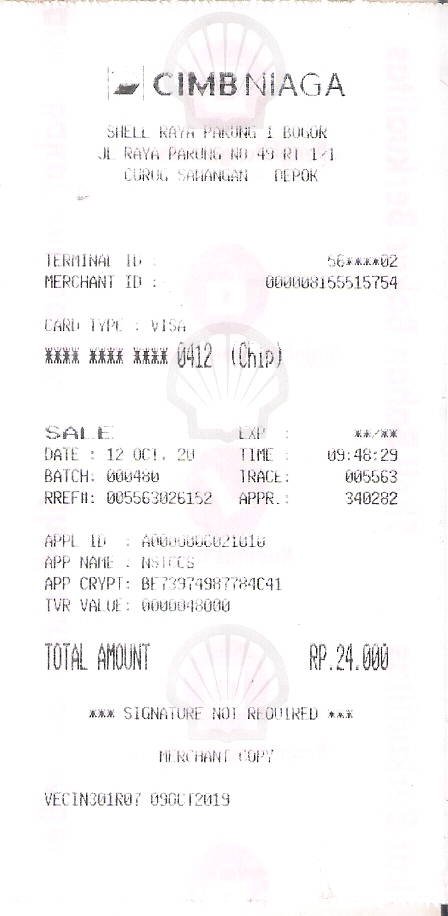 CIMB NIAGA
SHELL RAYA PARUNG 1 BOGOR
JL RAYA PARUNG NO 49 RT 1/1
CURUG SAWANGAN DEPOK
TERMINAL ID : 56****02
MERCHANT ID : 000008155515754
CARD TYPE : VISA
**** **** **** 0412 (Chip)
SALE EXP : **/**
DATE : 12 OCT, 20 TIME : 09:48:29
BATCH: 000480 TRACE: 005563
RREF#: 005563026152 APPR.: 340282
APPL ID : A0000006021010
APP NAME : NSICCS
APP CRYPT: BE73974987784C41
TVR VALUE: 0000048000
TOTAL AMOUNT RP.24.000
*** SIGNATURE NOT REQUIRED ***
MERCHANT COPY
VECIN301R07 09OCT2019